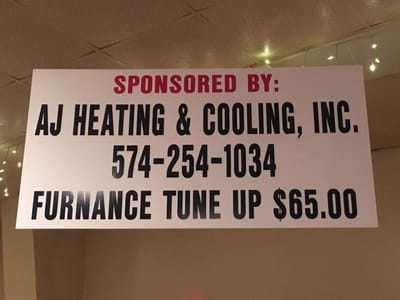 SPONSORED BY:
AJ HEATING & COOLING, INC.
574-254-1034
FURNANCE TUNE UP $65.00